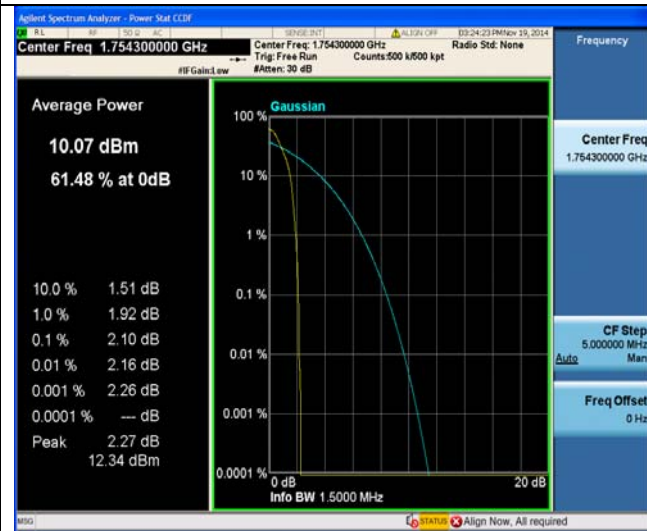 Agilent Spectrum Analyzer - Power Stat CCDF
RL RF 50 Ω AC SENSE:INT ALIGN OFF 03:24:23 PM Nov 19, 2014
Center Freq 1.754300000 GHz
Center Freq: 1.754300000 GHz Radio Std: None
Trig: Free Run Counts:500 k/500 kpt
#IFGain:Low #Atten: 30 dB
Frequency
Average Power
10.07 dBm
61.48 % at 0dB
10.0 % 1.51 dB
1.0 % 1.92 dB
0.1 % 2.10 dB
0.01 % 2.16 dB
0.001 % 2.26 dB
0.0001 % --- dB
Peak 2.27 dB
12.34 dBm
Gaussian
100 %
10 %
1 %
0.1 %
0.01 %
0.001 %
0.0001 %
0 dB 20 dB
Info BW 1.5000 MHz
Center Freq
1.754300000 GHz
CF Step
5.000000 MHz
Auto Man
Freq Offset
0 Hz
MSG STATUS Align Now, All required